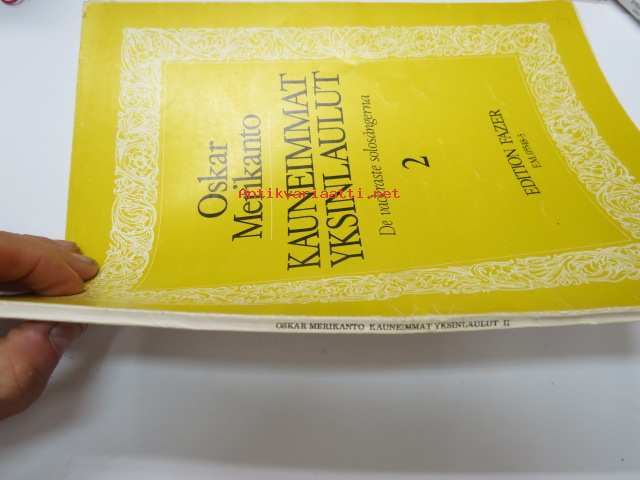 Oskar
Merikanto
KAUNEIMMAT
YKSINLAULUT
De vackraste solosångerna
2
EDITION FAZER
Antikvariaatti.net
OSKAR MERIKANTO KAUNEIMMAT YKSINLAULUT II